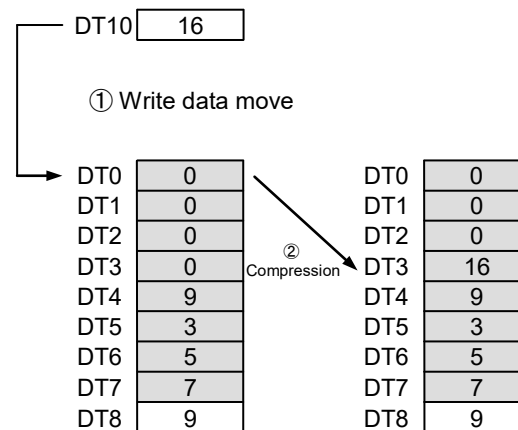 DT10 16
① Write data move
DT0 0 DT0 0
DT1 0 DT1 0
DT2 0 DT2 0
DT3 0 ② Compression DT3 16
DT4 9 DT4 9
DT5 3 DT5 3
DT6 5 DT6 5
DT7 7 DT7 7
DT8 9 DT8 9